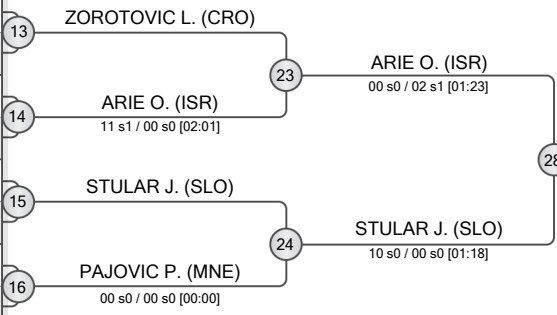 ZOROTOVIC L. (CRO)
13
23
ARIE O. (ISR)
00 s0 / 02 s1 [01:23]
ARIE O. (ISR)
14
11 s1 / 00 s0 [02:01]
28
STULAR J. (SLO)
15
24
STULAR J. (SLO)
10 s0 / 00 s0 [01:18]
PAJOVIC P. (MNE)
16
00 s0 / 00 s0 [00:00]